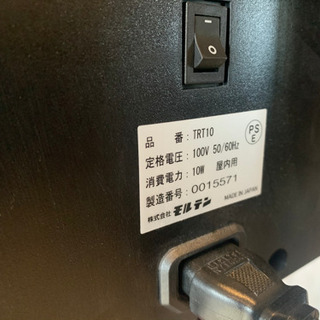 品 番:TRT10
定格電圧:100V 50/60Hz
消費電力:10W 屋内用
製造番号:0015571
MADE IN JAPAN
株式会社 モルテン
PS
E